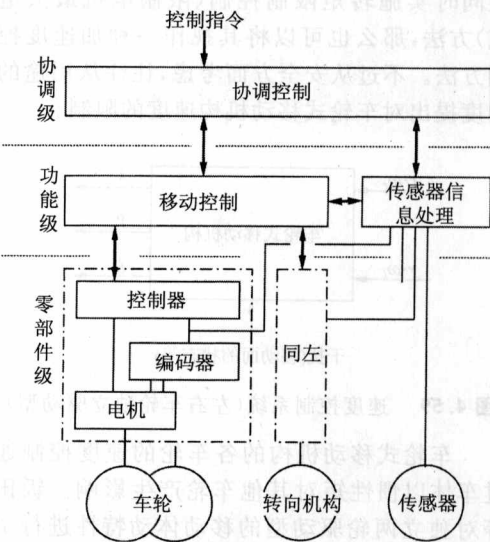 控制指令
协调级
协调控制
功能级
移动控制
传感器信息处理
零部件级
控制器
编码器
电机
同左
车轮
转向机构
传感器